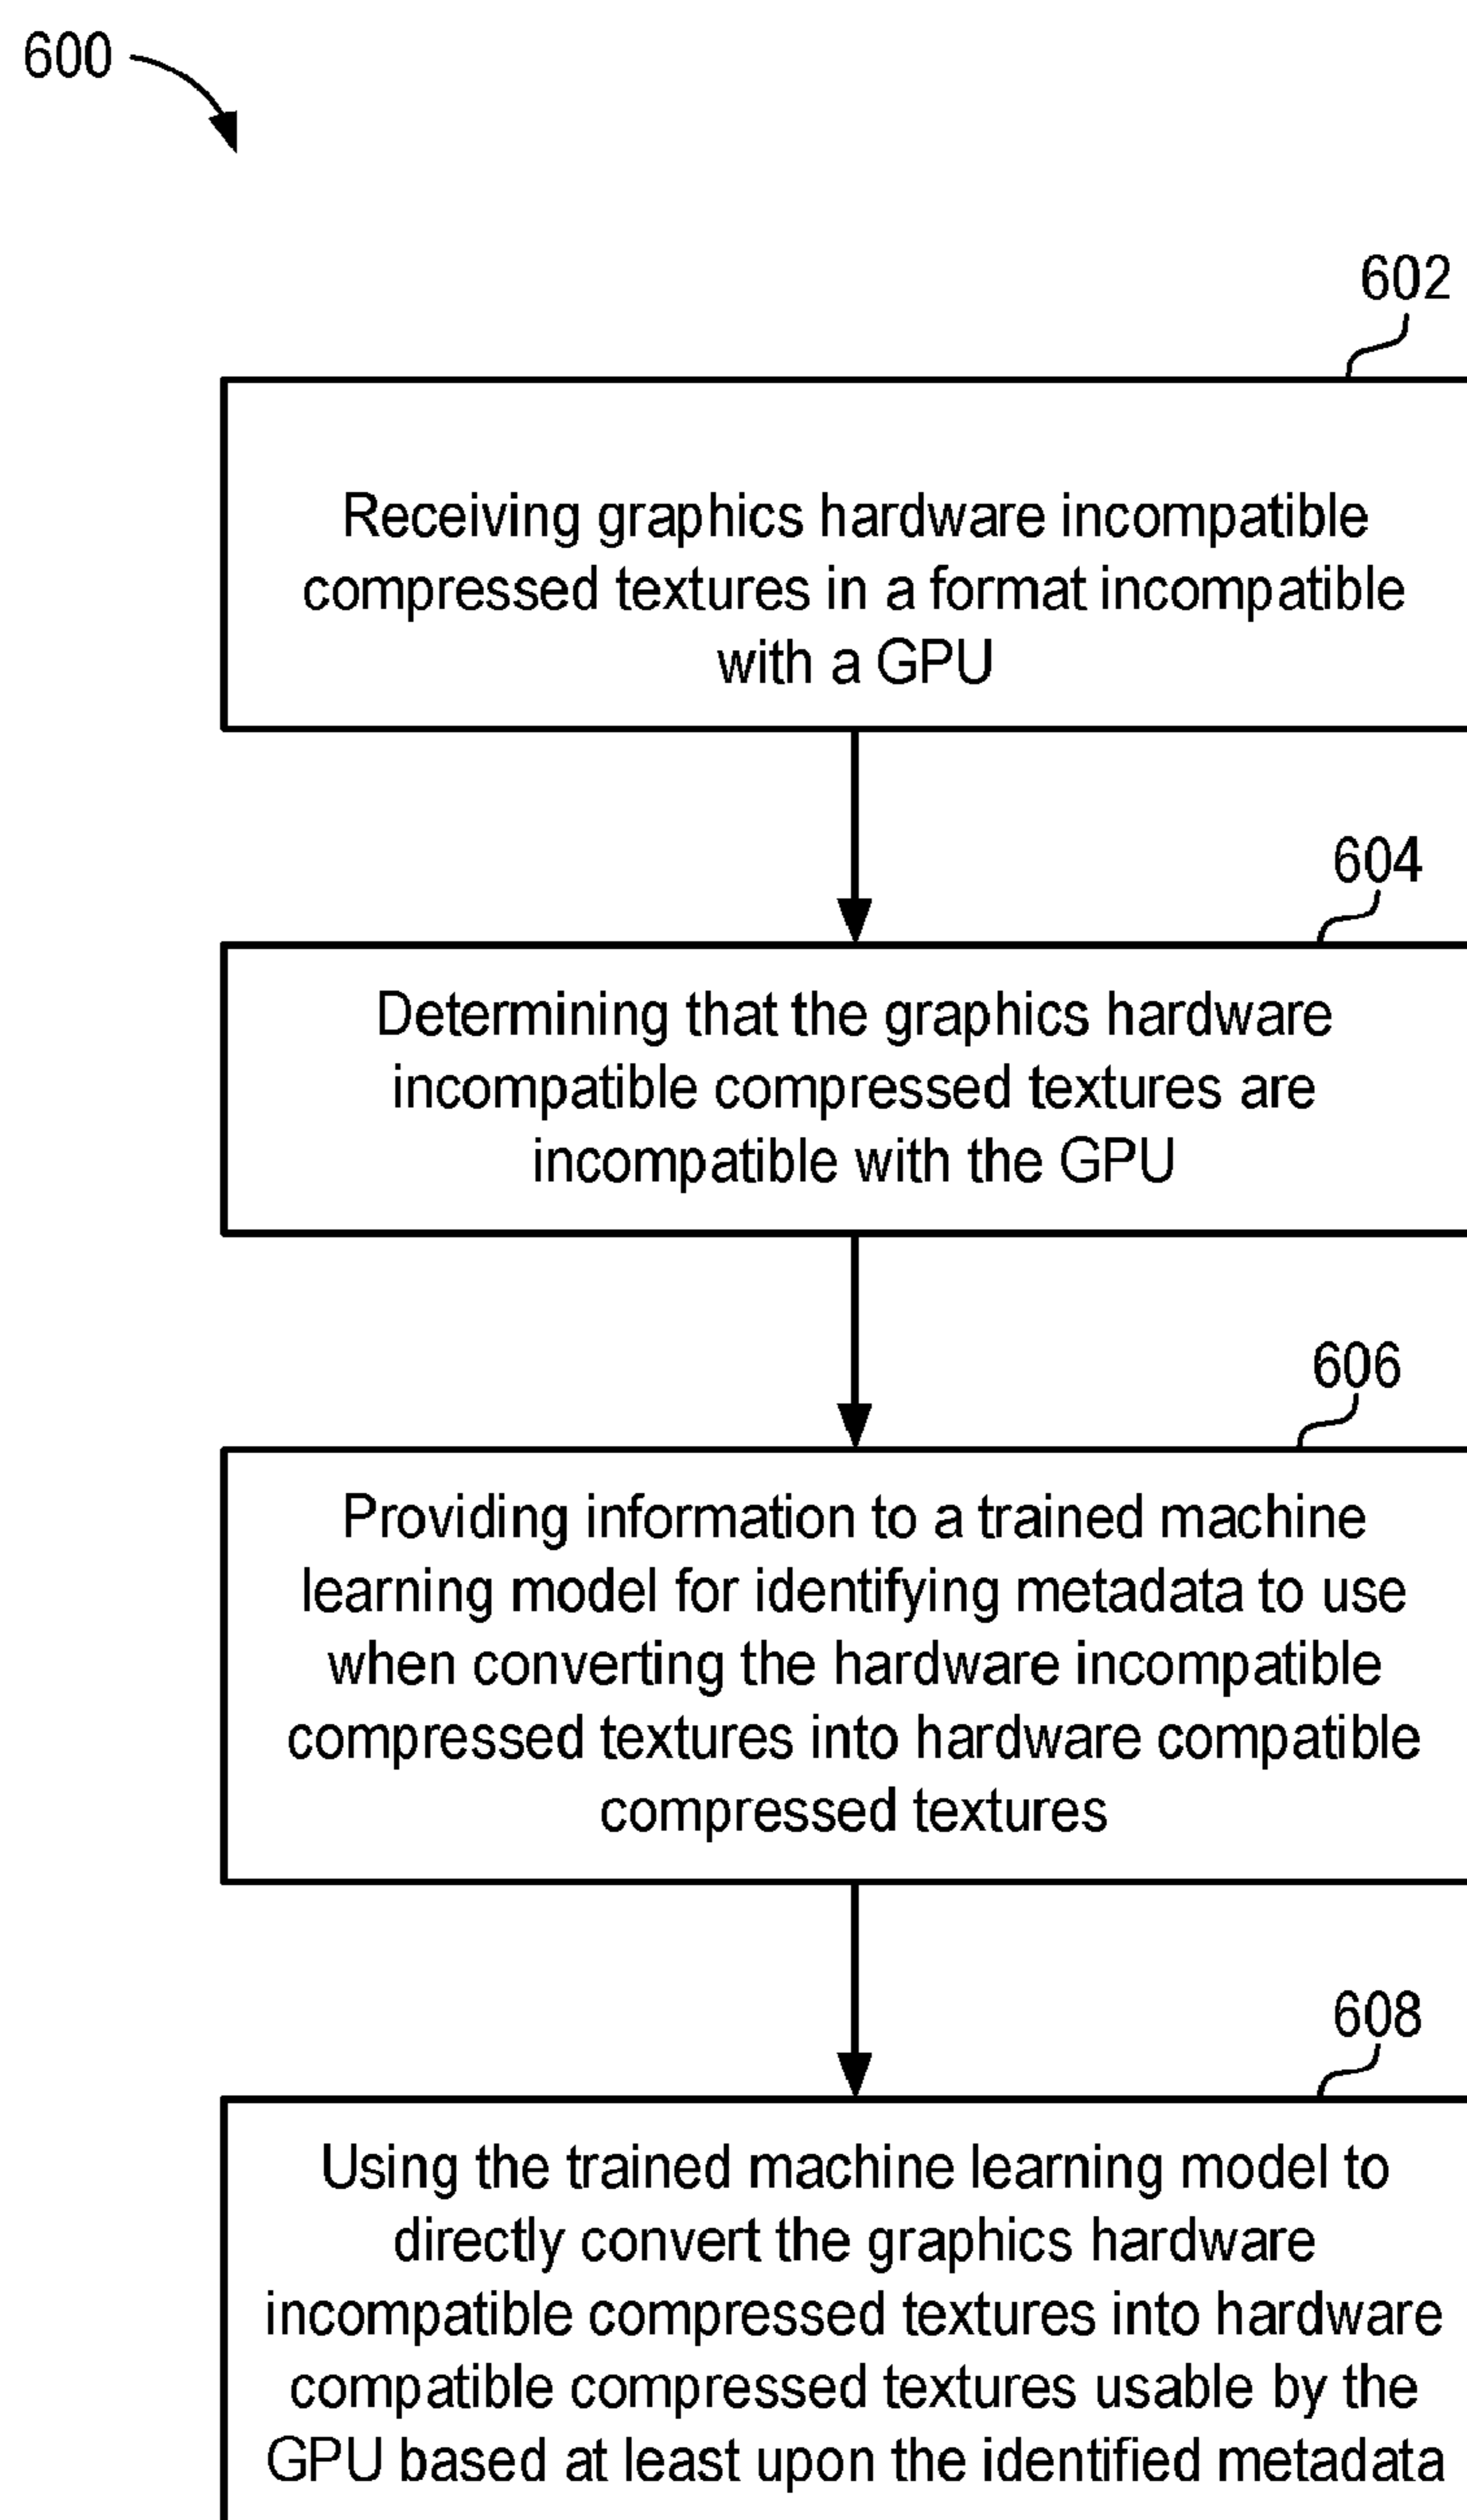 600
602
Receiving graphics hardware incompatible
compressed textures in a format incompatible
with a GPU
604
Determining that the graphics hardware
incompatible compressed textures are
incompatible with the GPU
606
Providing information to a trained machine
learning model for identifying metadata to use
when converting the hardware incompatible
compressed textures into hardware compatible
compressed textures
608
Using the trained machine learning model to
directly convert the graphics hardware
incompatible compressed textures into hardware
compatible compressed textures usable by the
GPU based at least upon the identified metadata